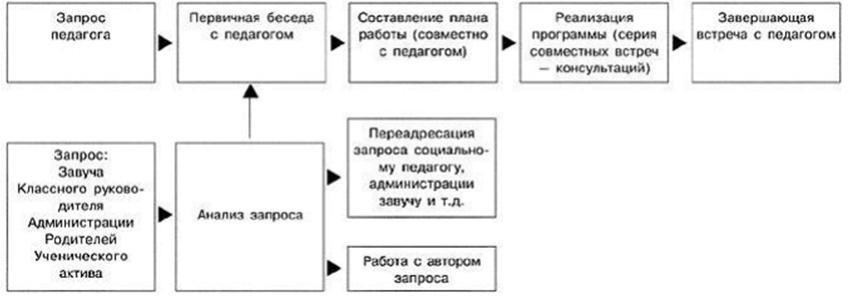 Запрос
педагога
Первичная беседа
с педагогом
Составление плана
работы (совместно
с педагогом)
Реализация
программы (серия
совместных встреч
— консультаций)
Завершающая
встреча с педагогом
Запрос:
Завуча
Классного руково-
дителя
Администрации
Родителей
Ученического
актива
Анализ запроса
Переадресация
запроса социально-
му педагогу,
администрации
завучу и т.д.
Работа с автором
запроса